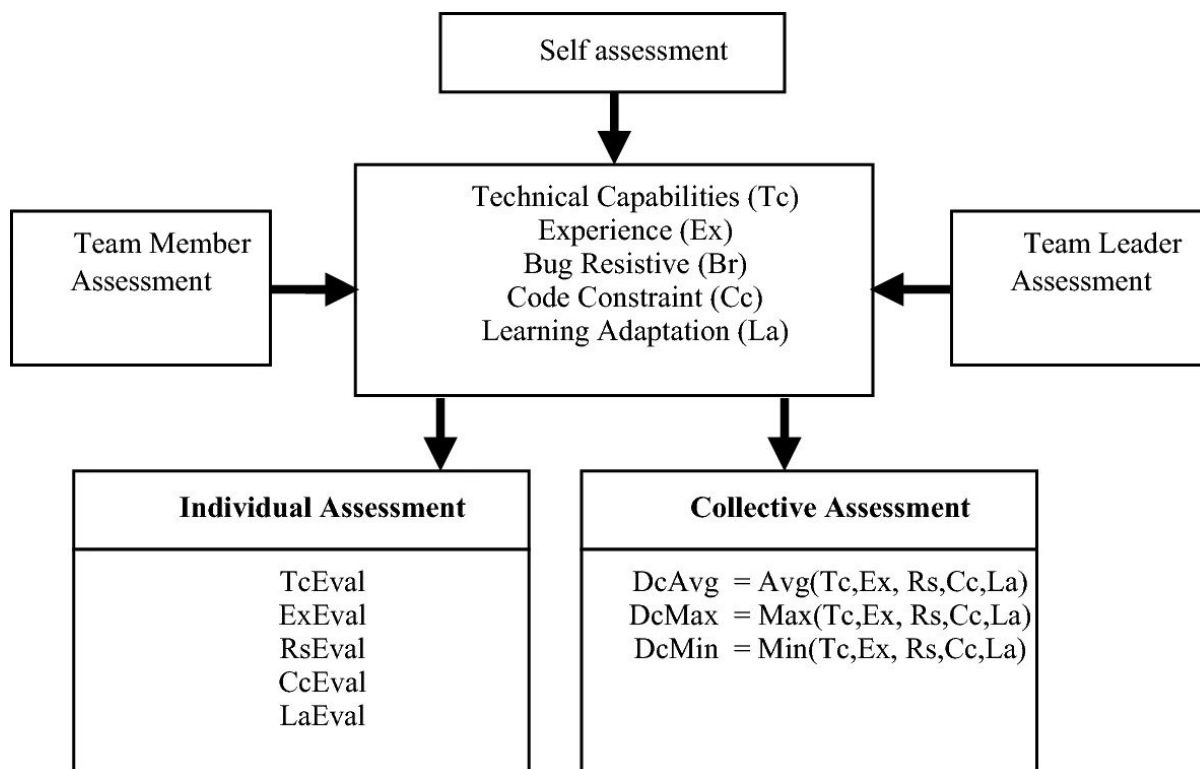 Self assessment
Technical Capabilities (Tc)
Experience (Ex)
Bug Resistive (Br)
Code Constraint (Cc)
Learning Adaptation (La)
Team Member
Assessment
Team Leader
Assessment
Individual Assessment
TcEval
ExEval
RsEval
CcEval
LaEval
Collective Assessment
DcAvg = Avg(Tc,Ex, Rs,Cc,La)
DcMax = Max(Tc,Ex, Rs,Cc,La)
DcMin = Min(Tc,Ex, Rs,Cc,La)